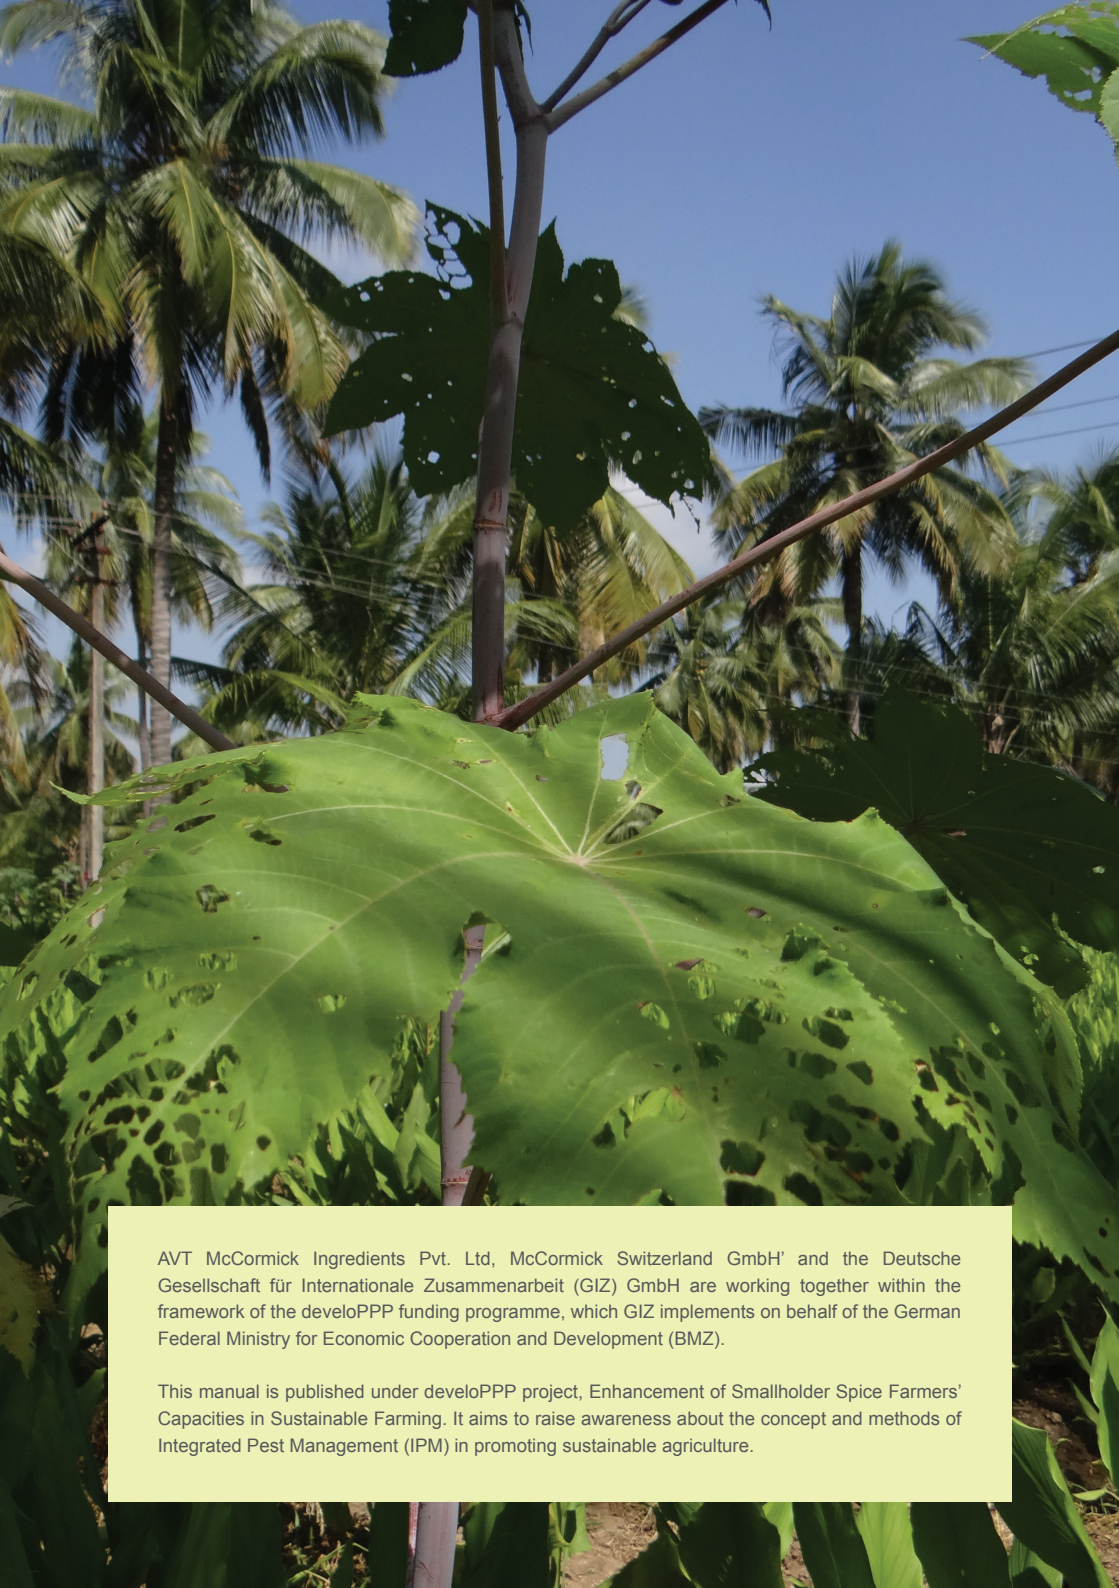 AVT McCormick Ingredients Pvt. Ltd, McCormick Switzerland GmbH’ and the Deutsche
Gesellschaft für Internationale Zusammenarbeit (GIZ) GmbH are working together within the
framework of the develoPPP funding programme, which GIZ implements on behalf of the German
Federal Ministry for Economic Cooperation and Development (BMZ).
This manual is published under develoPPP project, Enhancement of Smallholder Spice Farmers’
Capacities in Sustainable Farming. It aims to raise awareness about the concept and methods of
Integrated Pest Management (IPM) in promoting sustainable agriculture.